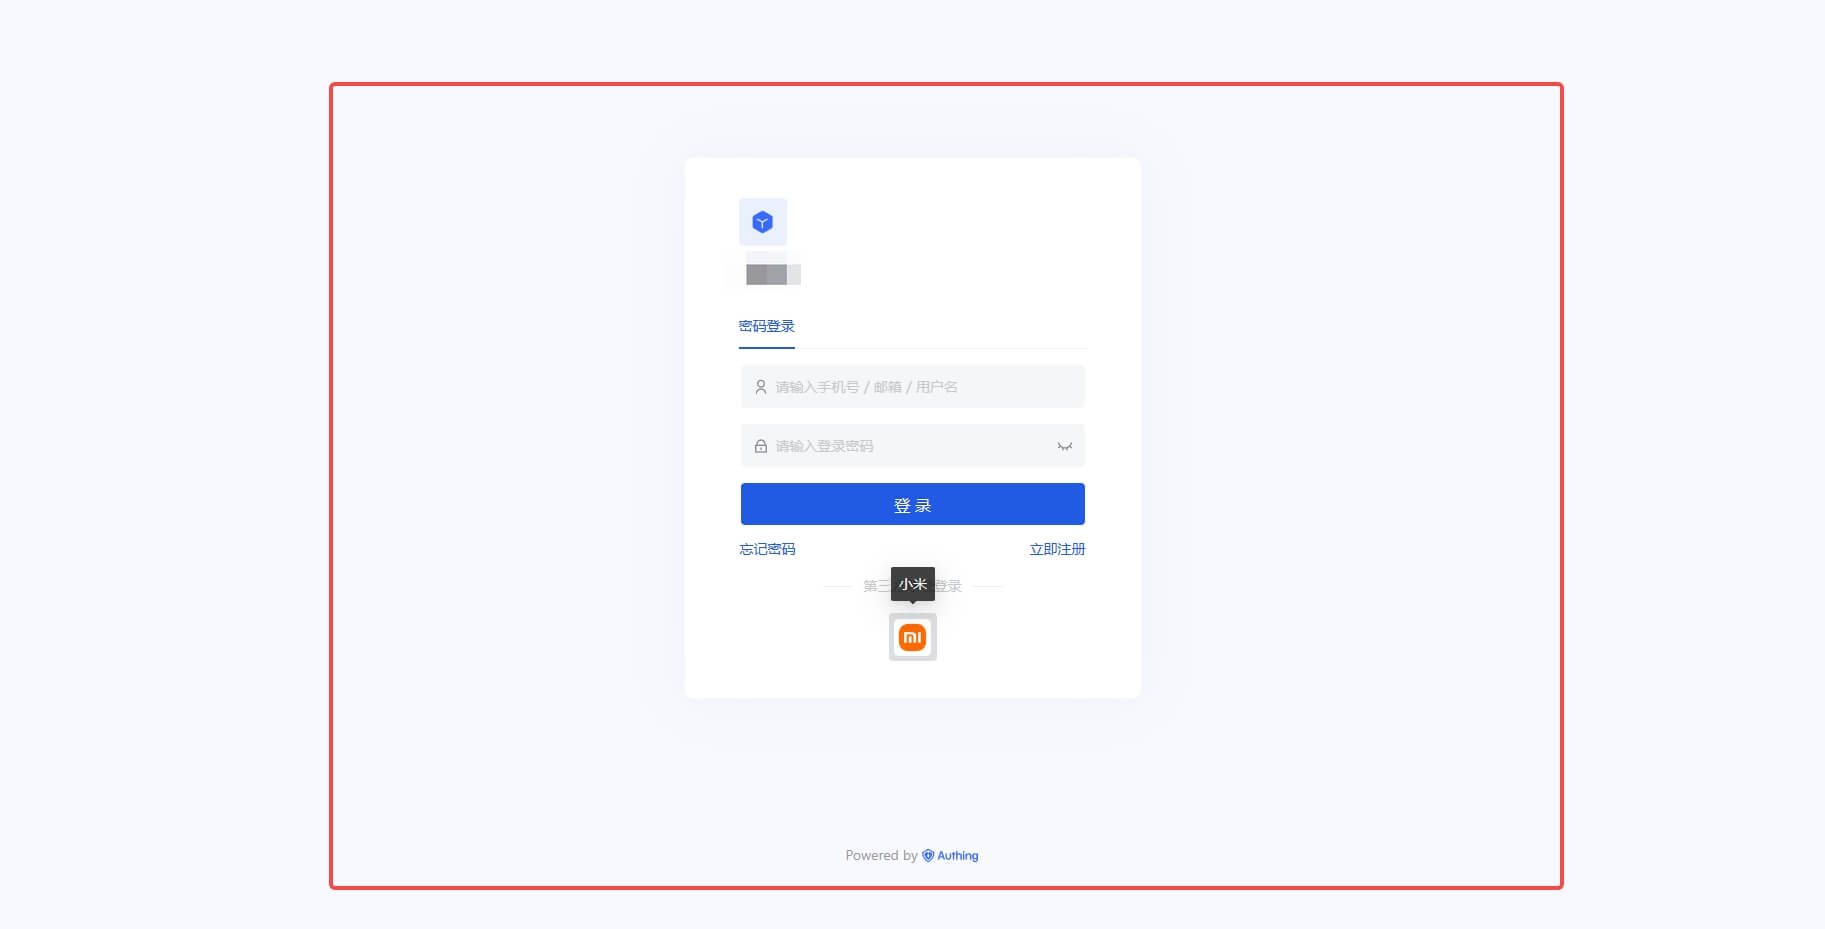 密码登录
请输入手机号 / 邮箱 / 用户名
请输入登录密码
登 录
忘记密码 立即注册
第三 登录
小米
mi
Powered by Authing